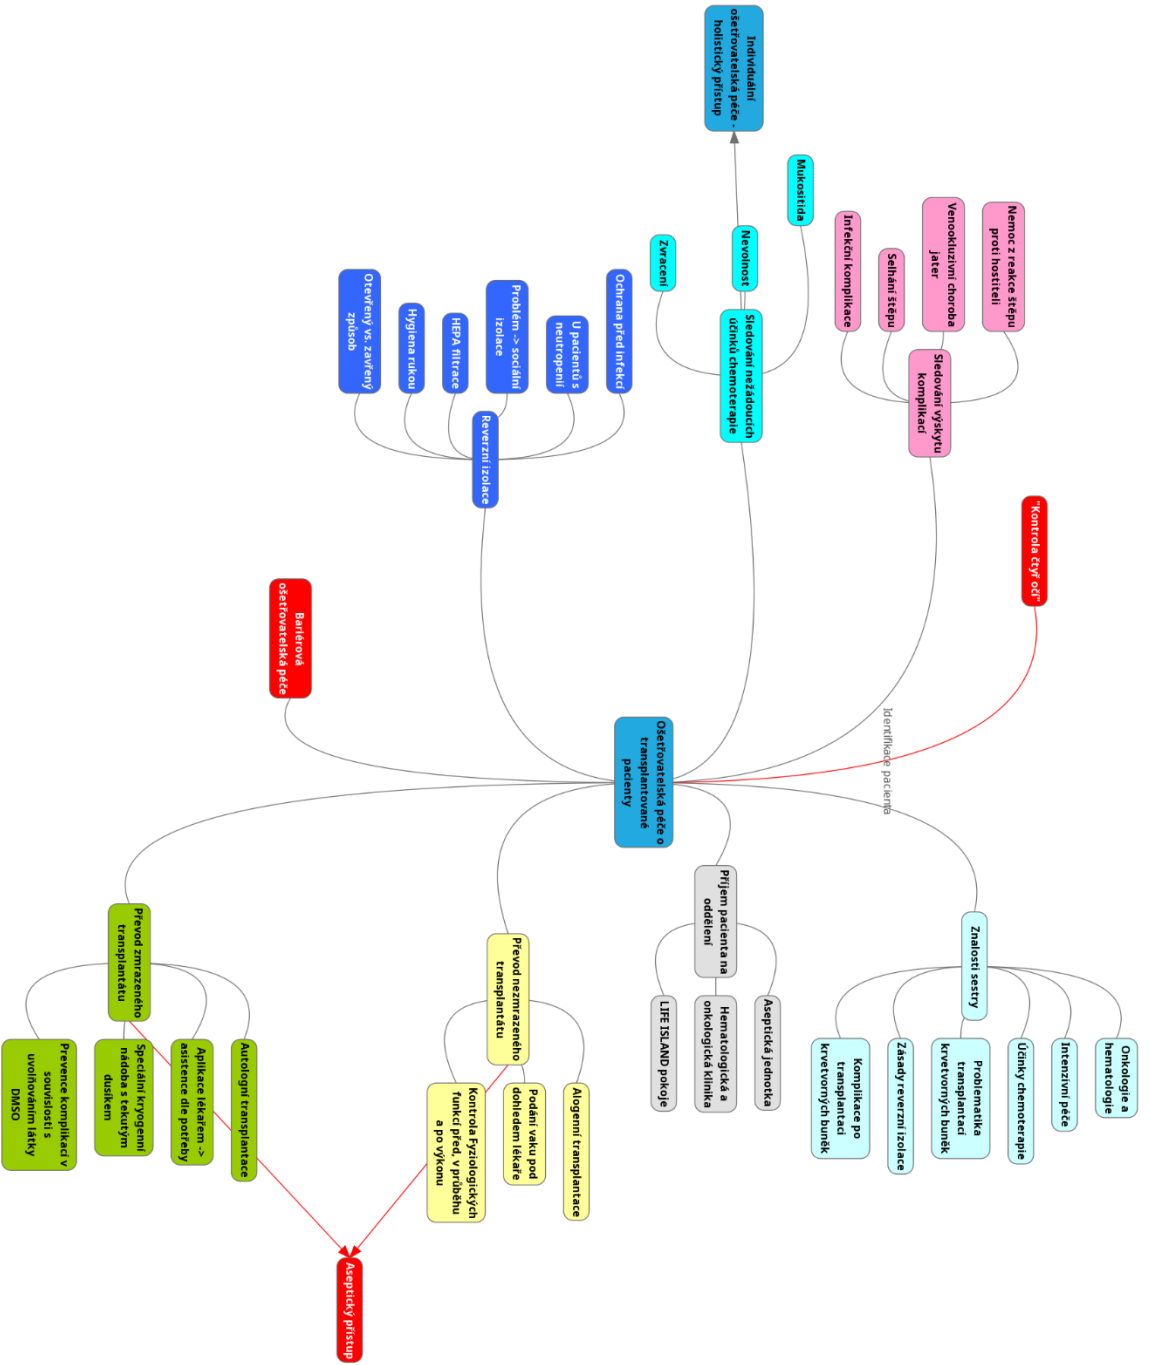 Individuální
ošetřovatelská péče -
holistický přístup
Mukositida
Nevolnost
Zvracení
Sledování nežádoucích
účinků chemoterapie
Nemoc z reakce štěpu
proti hostiteli
Venookluzivní choroba
jater
Selhání štěpu
Infekční komplikace
Sledování výskytu
komplikací
Ochrana před infekcí
U pacientů s
neutropenií
Problém -> sociální
izolace
HEPA filtrace
Hygiena rukou
Otevřený vs. zavřený
způsob
Reverzní izolace
"Kontrola čtyř očí"
Identifikace pacienta
Bariérová
ošetřovatelská péče
Ošetřovatelská péče o
transplantované
pacienty
Znalosti sestry
Onkologie a
hematologie
Intenzivní péče
Účinky chemoterapie
Problematika
transplantací
krvetvorných buněk
Zásady reverzní izolace
Komplikace po
transplantaci
krvetvorných buněk
Příjem pacienta na
oddělení
Aseptická jednotka
Hematologická a
onkologická klinika
LIFE ISLAND pokoje
Převod nezmrazeného
transplantátu
Alogenní transplantace
Podání vaku pod
dohledem lékaře
Kontrola Fyziologických
funkcí před, v průběhu
a po výkonu
Převod zmrazeného
transplantátu
Autologní transplantace
Aplikace lékařem ->
asistence dle potřeby
Speciální kryogenní
nádoba s tekutým
dusíkem
Prevence komplikací v
souvislosti s
uvolňováním látky
DMSO
Aseptický přístup